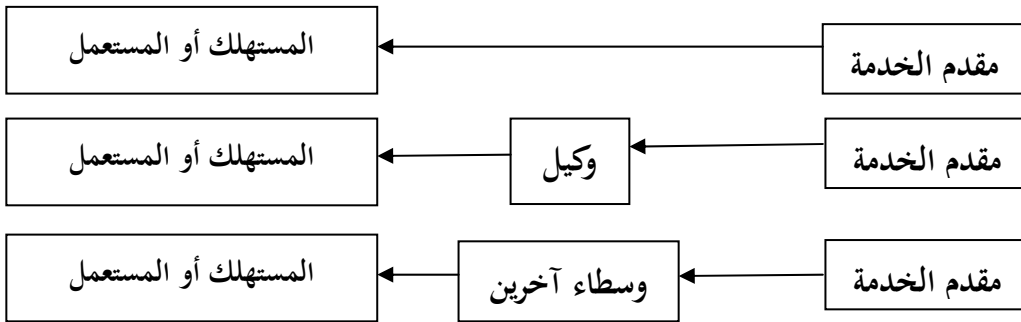 مقدم الخدمة
المستهلك أو المستعمل
مقدم الخدمة
وكيل
المستهلك أو المستعمل
مقدم الخدمة
وسطاء آخرين
المستهلك أو المستعمل